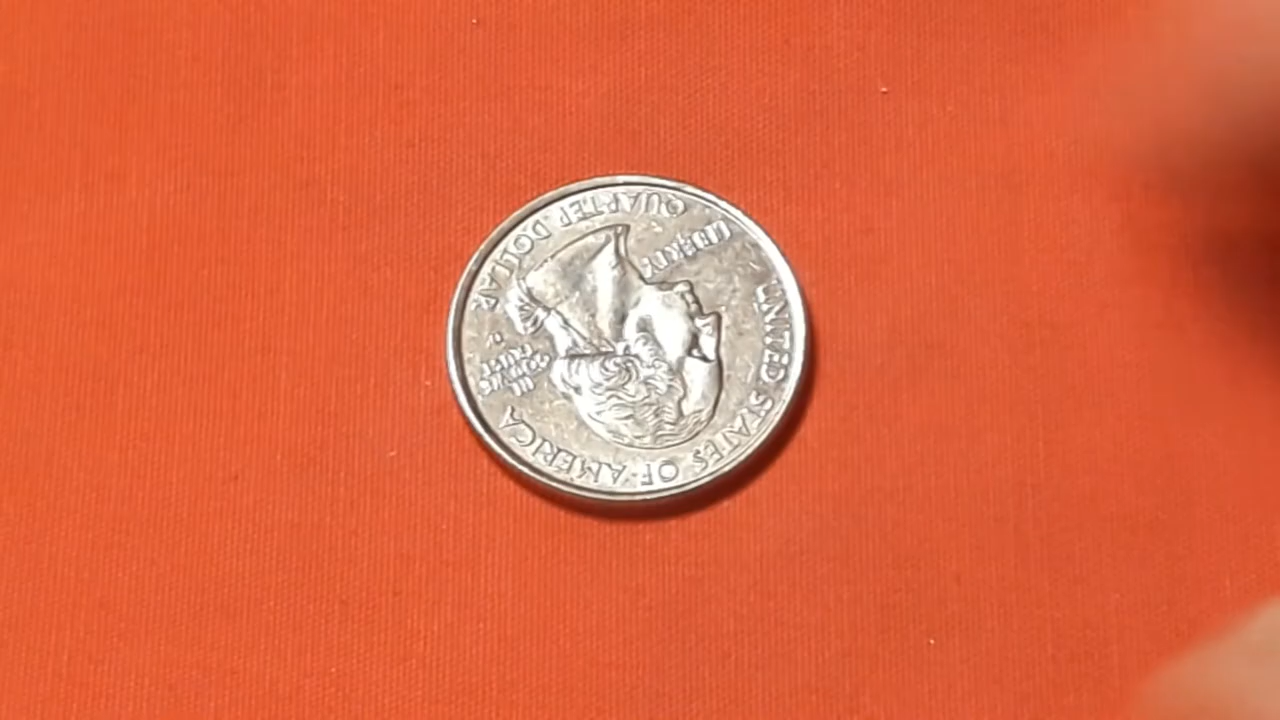 UNITED STATES OF AMERICA
LIBERTY
IN
GOD WE
TRUST
QUARTER DOLLAR